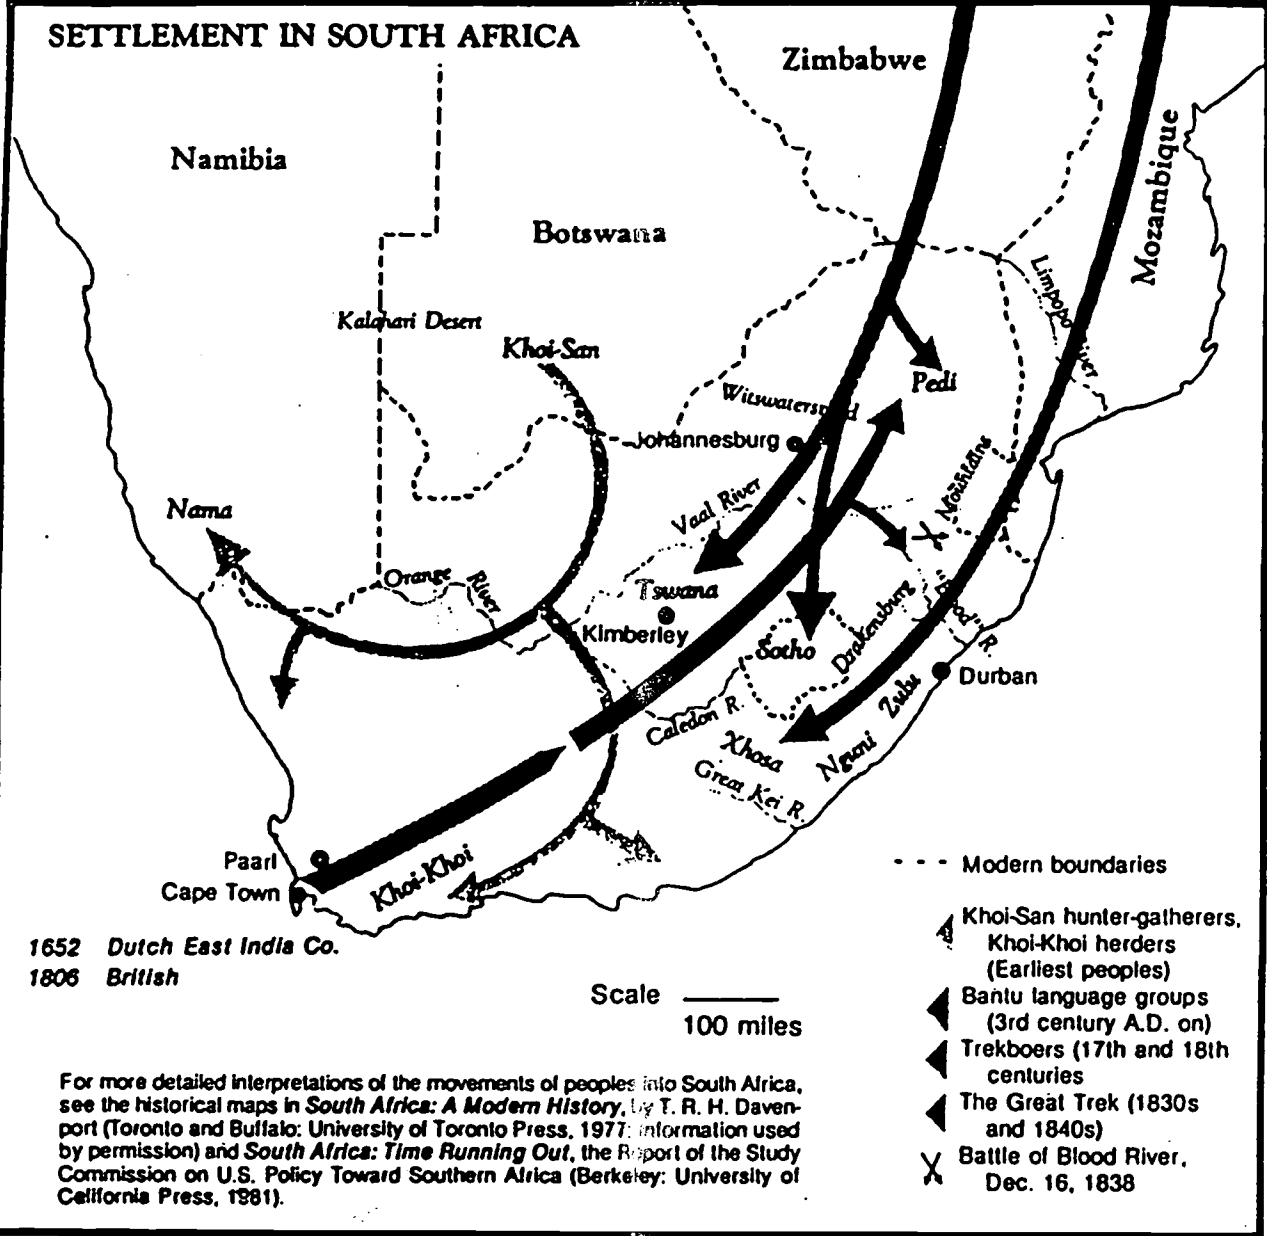 SETTLEMENT IN SOUTH AFRICA
Zimbabwe
Namibia
Mozambique
Botswana
Limpopo River
Kalahari Desert
Khoi-San
Pedi
Witwatersrand
Johannesburg
Mountains
Nama
Vaal River
Orange River
Tswana
Kimberley
Sotho
Drakensburg
"Blood" R.
Durban
Zulu
Caledon R.
Xhosa
Nguni
Great Kei R.
Paarl
Cape Town
Khoi-Khoi
1652 Dutch East India Co.
1806 British
Scale
100 miles
Modern boundaries
Khoi-San hunter-gatherers,
Khoi-Khoi herders
(Earliest peoples)
Bantu language groups
(3rd century A.D. on)
Trekboers (17th and 18th
centuries
The Great Trek (1830s
and 1840s)
Battle of Blood River,
Dec. 16, 1838
For more detailed interpretations of the movements of peoples into South Africa,
see the historical maps in South Africa: A Modern History, by T. R. H. Daven-
port (Toronto and Buffalo: University of Toronto Press, 1977; information used
by permission) and South Africa: Time Running Out, the Report of the Study
Commission on U.S. Policy Toward Southern Africa (Berkeley: University of
California Press, 1981).